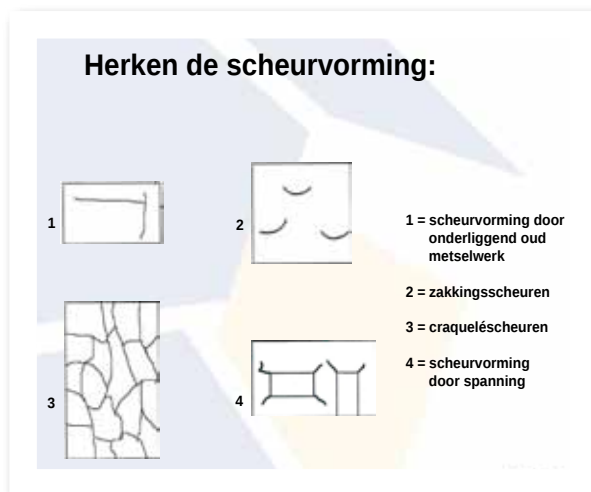 Herken de scheurvorming:
1
2
3
4
1 = scheurvorming door
onderliggend oud
metselwerk
2 = zakkingsscheuren
3 = craqueléscheuren
4 = scheurvorming
door spanning